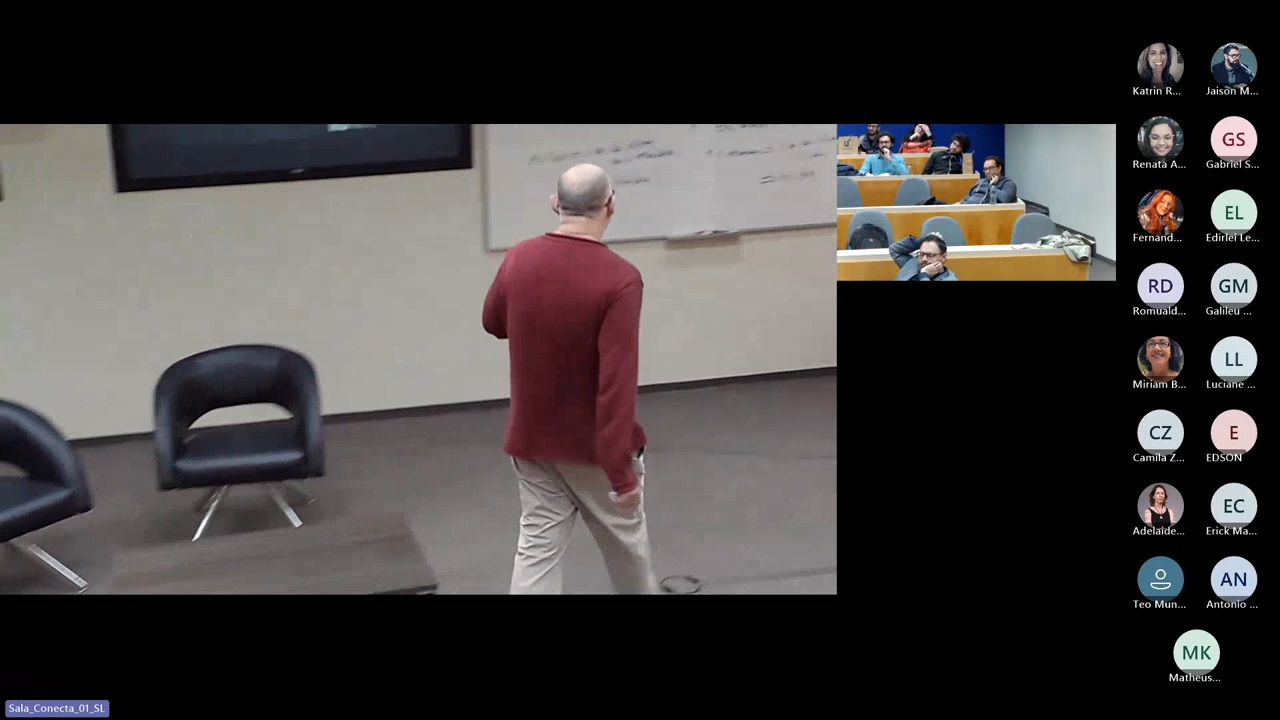 Katrin R...
Jaison M...
Renata A...
GS
Gabriel S...
Fernand...
EL
Edirlei Le...
RD
Romuald...
GM
Galileu ...
Miriam B...
LL
Luciane ...
CZ
Camila Z...
E
EDSON
Adelaide...
EC
Erick Ma...
Teo Mun...
AN
Antonio ...
MK
Matheus...
Sala_Conecta_01_SL